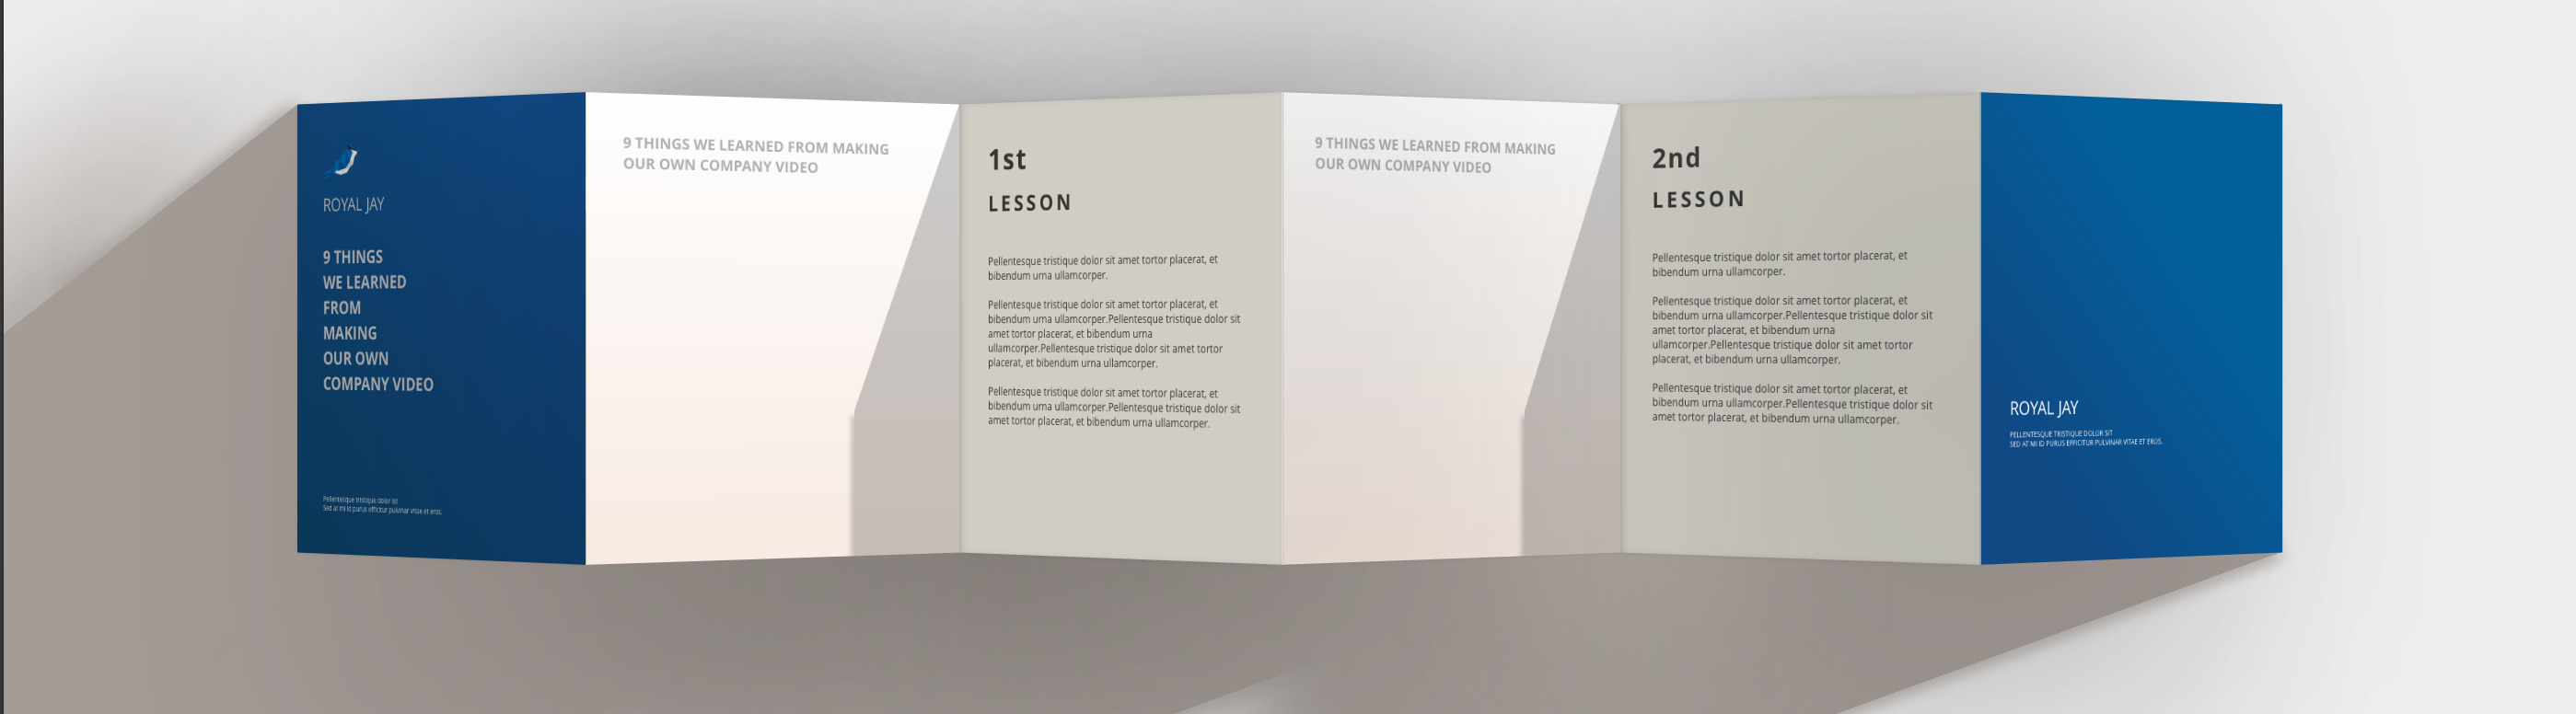 ROYAL JAY
9 THINGS
WE LEARNED
FROM
MAKING
OUR OWN
COMPANY VIDEO
Pellentesque tristique dolor sit
Sed at mi id purus efficitur pulvinar vitae et eros.
9 THINGS WE LEARNED FROM MAKING
OUR OWN COMPANY VIDEO
1st
LESSON
Pellentesque tristique dolor sit amet tortor placerat, et
bibendum urna ullamcorper.
Pellentesque tristique dolor sit amet tortor placerat, et
bibendum urna ullamcorper.Pellentesque tristique dolor sit
amet tortor placerat, et bibendum urna
ullamcorper.Pellentesque tristique dolor sit amet tortor
placerat, et bibendum urna ullamcorper.
Pellentesque tristique dolor sit amet tortor placerat, et
bibendum urna ullamcorper.Pellentesque tristique dolor sit
amet tortor placerat, et bibendum urna ullamcorper.
9 THINGS WE LEARNED FROM MAKING
OUR OWN COMPANY VIDEO
2nd
LESSON
Pellentesque tristique dolor sit amet tortor placerat, et
bibendum urna ullamcorper.
Pellentesque tristique dolor sit amet tortor placerat, et
bibendum urna ullamcorper.Pellentesque tristique dolor sit
amet tortor placerat, et bibendum urna
ullamcorper.Pellentesque tristique dolor sit amet tortor
placerat, et bibendum urna ullamcorper.
Pellentesque tristique dolor sit amet tortor placerat, et
bibendum urna ullamcorper.Pellentesque tristique dolor sit
amet tortor placerat, et bibendum urna ullamcorper.
ROYAL JAY
PELLENTESQUE TRISTIQUE DOLOR SIT
SED AT MI ID PURUS EFFICITUR PULVINAR VITAE ET EROS.